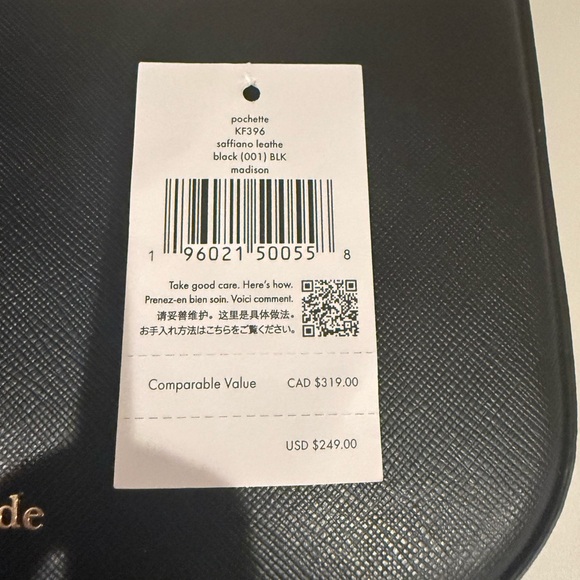 pochette
KF396
saffiano leathe
black (001) BLK
madison
1 96021 50055 8
Take good care. Here's how.
Prenez-en bien soin. Voici comment.
请妥善维护。这里是具体做法。
お手入れ方法はこちらをご覧ください。
Comparable Value CAD $319.00
USD $249.00
de